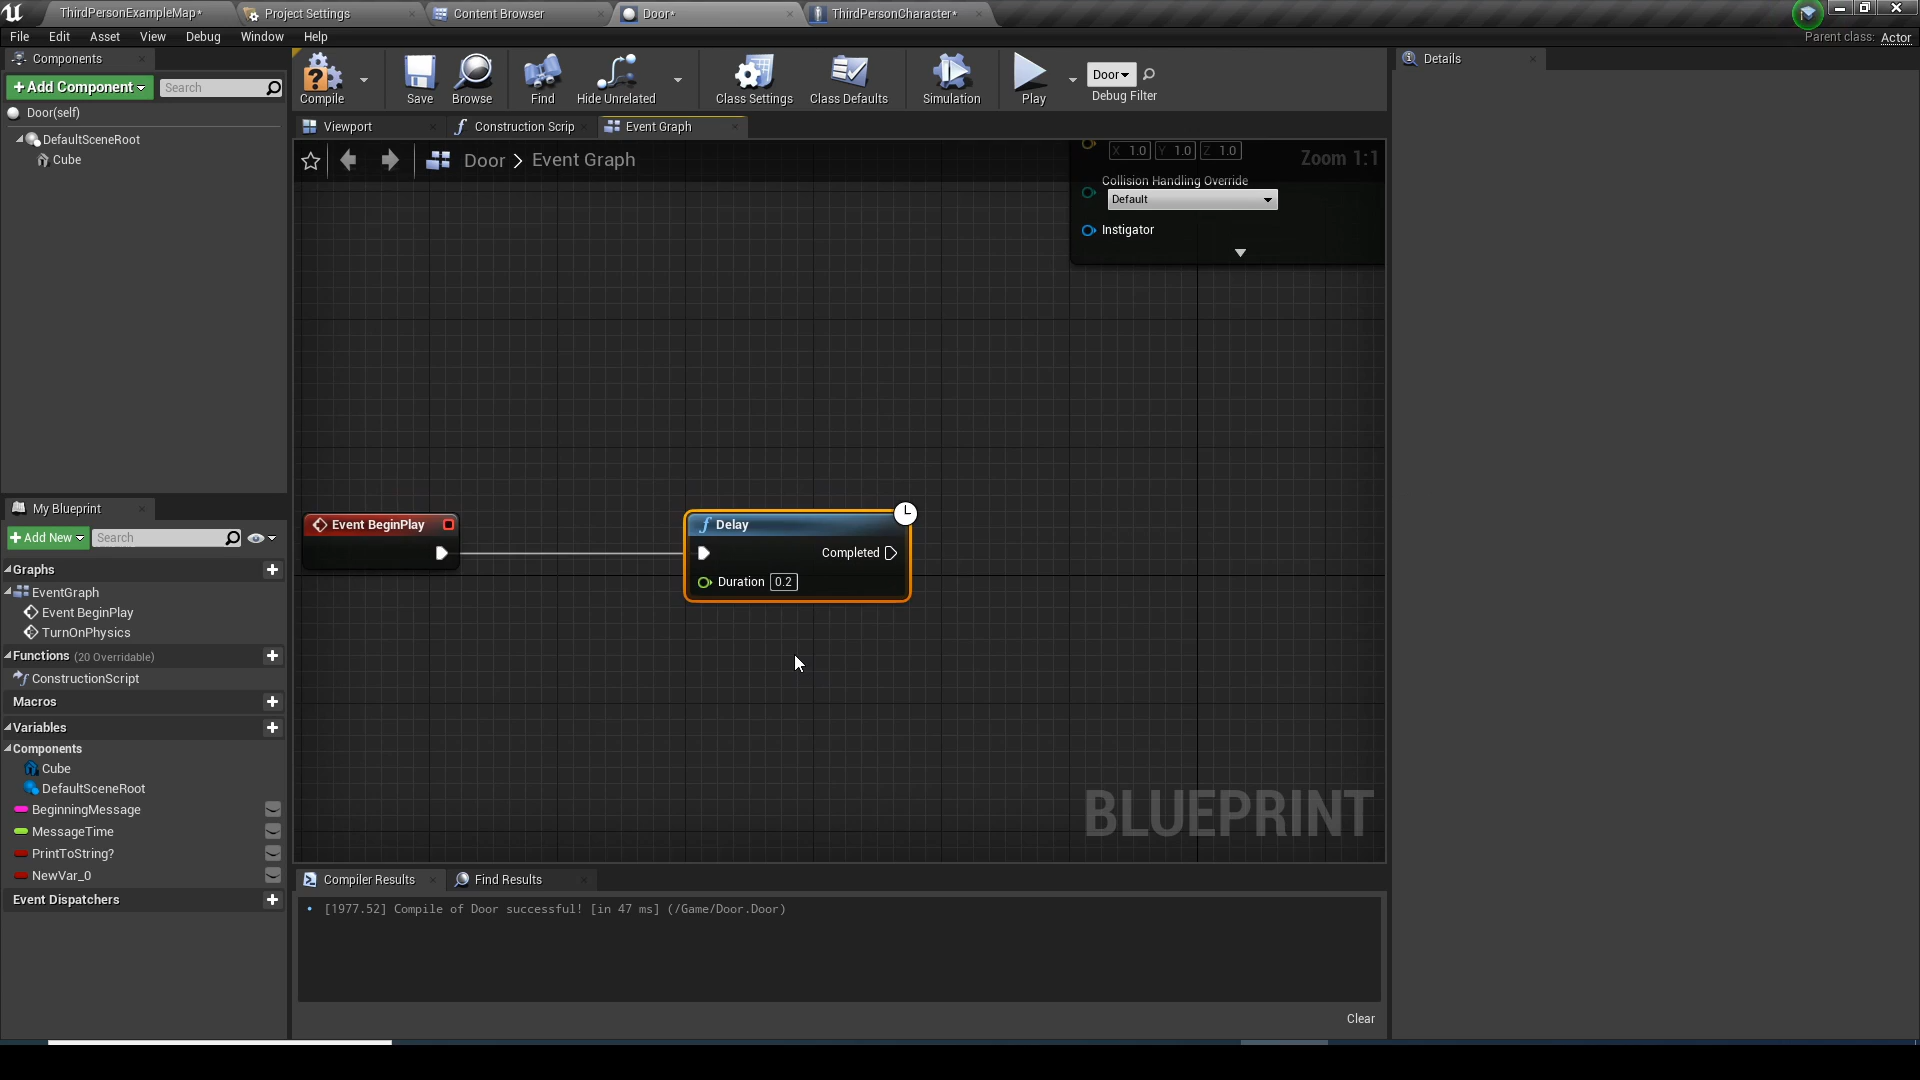 ThirdPersonExampleMap*
Project Settings
Content Browser
Door*
ThirdPersonCharacter*
File Edit Asset View Debug Window Help
Parent class: Actor
Components
Add Component
Search
Door(self)
DefaultSceneRoot
Cube
Compile
Save
Browse
Find
Hide Unrelated
Class Settings
Class Defaults
Simulation
Play
Door
Debug Filter
Details
Viewport
Construction Scrip
Event Graph
Door > Event Graph
Zoom 1:1
X 1.0 Y 1.0 Z 1.0
Collision Handling Override
Default
Instigator
Event BeginPlay
Delay
Completed
Duration 0.2
BLUEPRINT
My Blueprint
Add New
Search
Graphs
EventGraph
Event BeginPlay
TurnOnPhysics
Functions (20 Overridable)
ConstructionScript
Macros
Variables
Components
Cube
DefaultSceneRoot
BeginningMessage
MessageTime
PrintToString?
NewVar_0
Event Dispatchers
Compiler Results
Find Results
[1977.52] Compile of Door successful! [in 47 ms] (/Game/Door.Door)
Clear